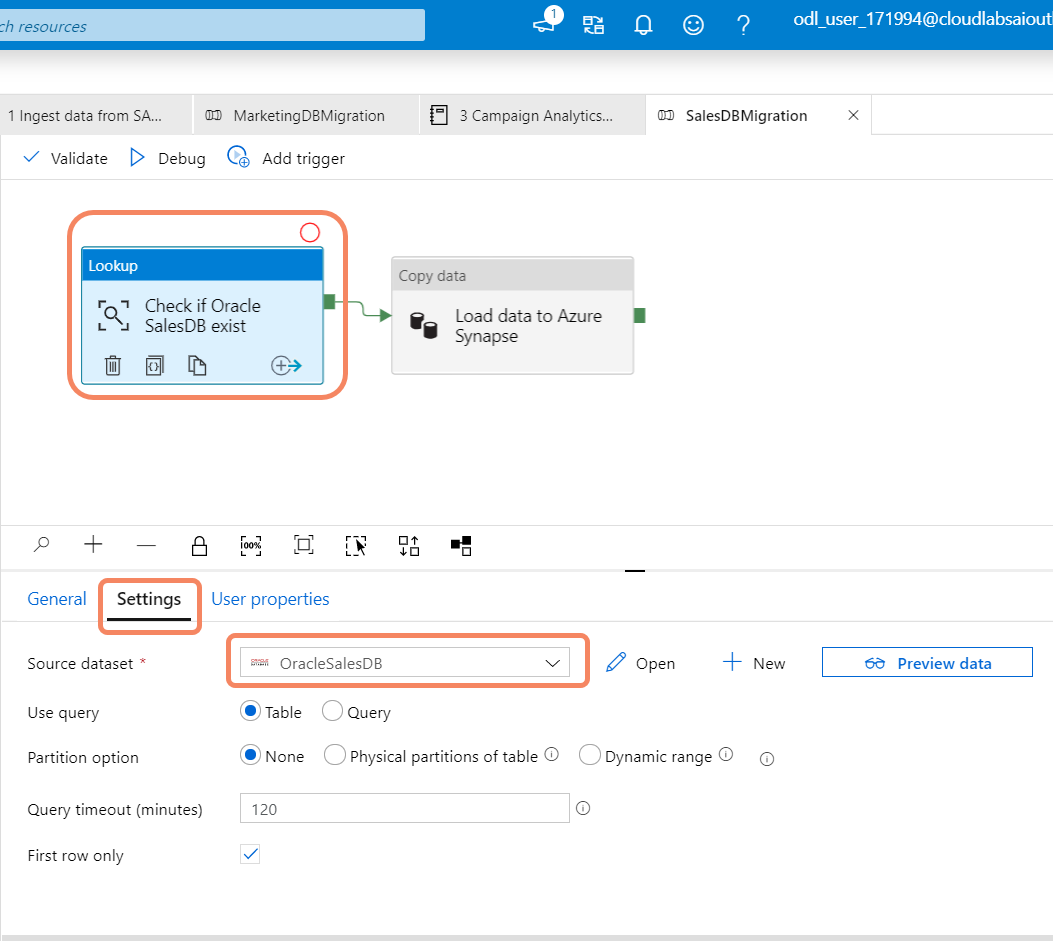 ch resources
1
odl_user_171994@cloudlabsaiout
1 Ingest data from SA...
MarketingDBMigration
3 Campaign Analytics...
SalesDBMigration
Validate
Debug
Add trigger
Lookup
Check if Oracle
SalesDB exist
Copy data
Load data to Azure
Synapse
100%
General
Settings
User properties
Source dataset *
OracleSalesDB
Open
New
Preview data
Use query
Table
Query
Partition option
None
Physical partitions of table
Dynamic range
Query timeout (minutes)
120
First row only